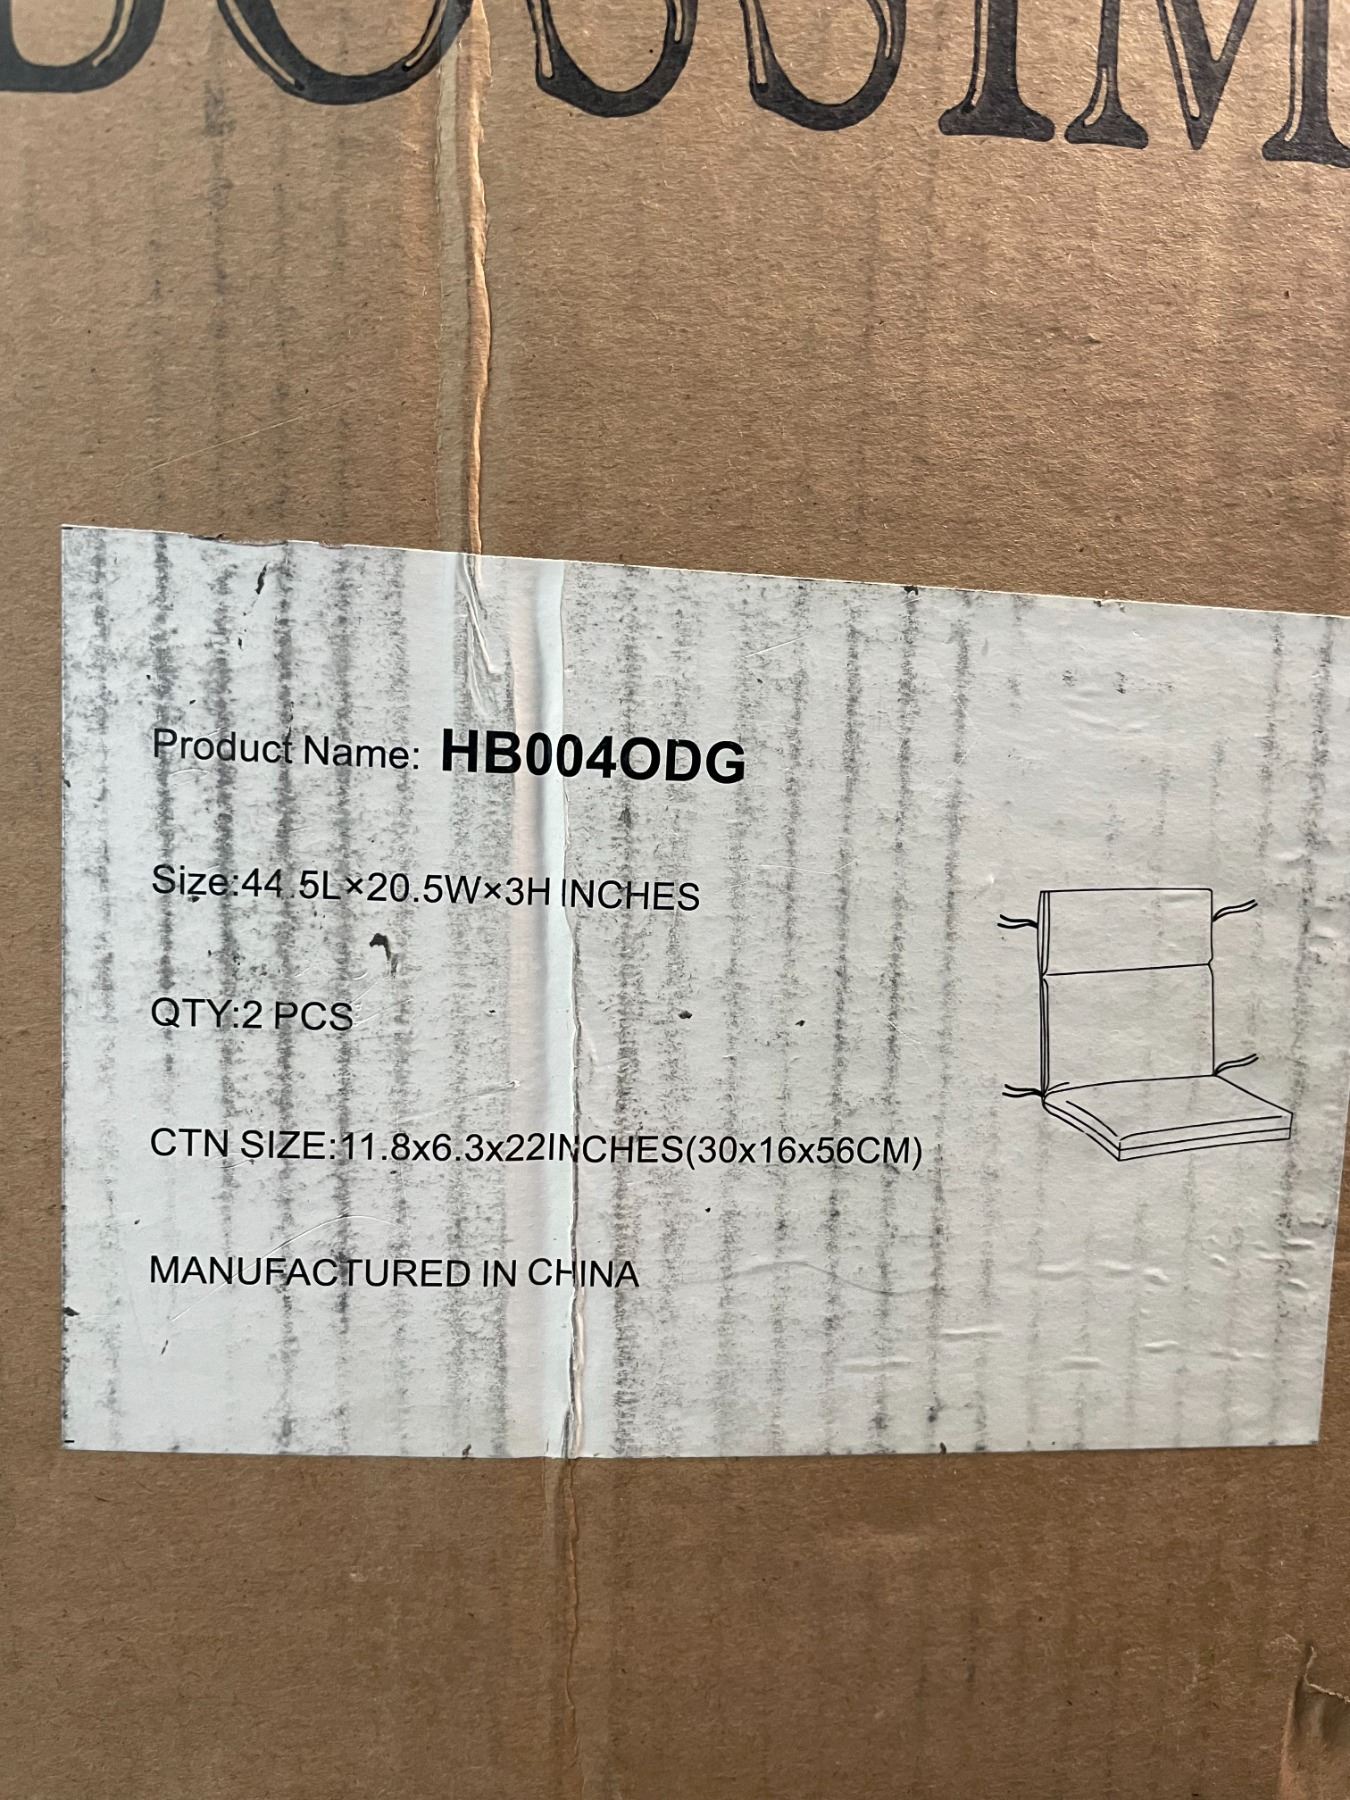 Product Name: HB004ODG
Size:44.5L×20.5W×3H INCHES
QTY:2 PCS
CTN SIZE:11.8x6.3x22INCHES(30x16x56CM)
MANUFACTURED IN CHINA